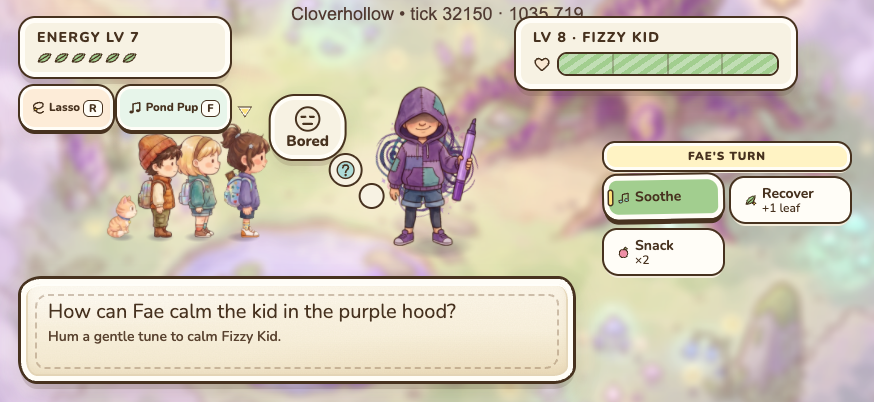 Cloverhollow • tick 32150 · 1035,719
ENERGY LV 7
LV 8 · FIZZY KID
Lasso R
Pond Pup F
Bored
?
FAE'S TURN
Soothe
Recover
+1 leaf
Snack
×2
How can Fae calm the kid in the purple hood?
Hum a gentle tune to calm Fizzy Kid.